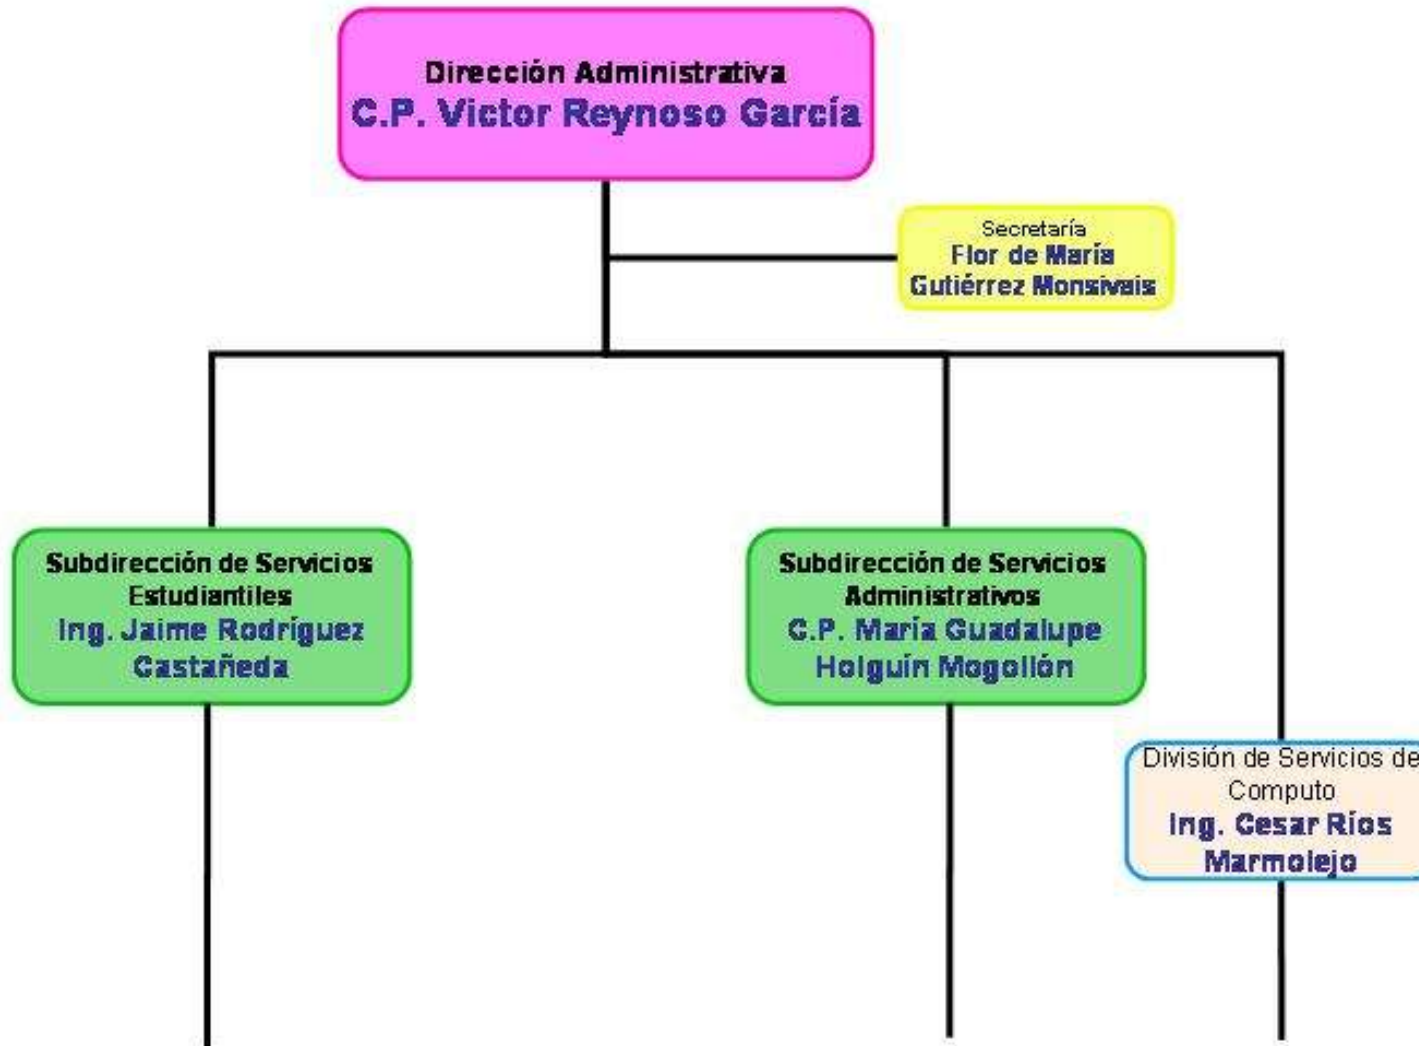 Dirección Administrativa
C.P. Victor Reynoso García
Secretaría
Flor de María
Gutiérrez Monsivais
Subdirección de Servicios
Estudiantiles
Ing. Jaime Rodríguez
Castañeda
Subdirección de Servicios
Administrativos
C.P. María Guadalupe
Holguín Mogollón
División de Servicios de
Computo
Ing. Cesar Ríos
Marmolejo